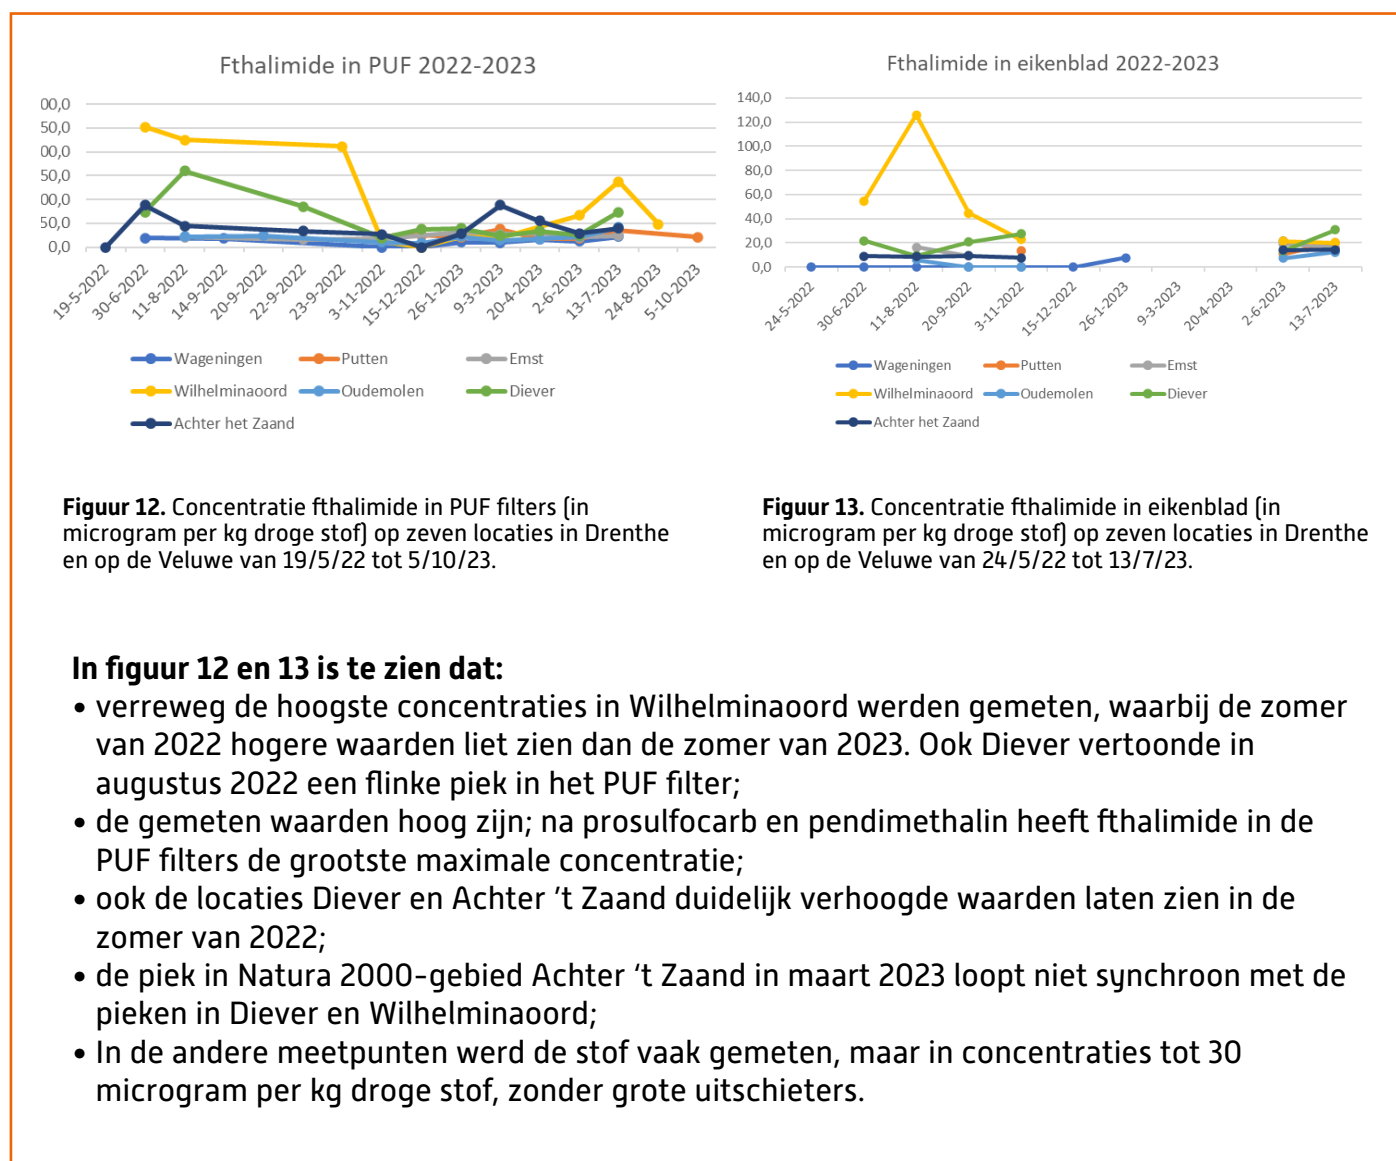 Fthalimide in PUF 2022-2023
00,0
50,0
00,0
50,0
00,0
50,0
0,0
19-5-2022
30-6-2022
11-8-2022
14-9-2022
20-9-2022
22-9-2022
23-9-2022
3-11-2022
15-12-2022
26-1-2023
9-3-2023
20-4-2023
2-6-2023
13-7-2023
24-8-2023
5-10-2023
Wageningen Putten Emst
Wilhelminaoord Oudemolen Diever
Achter het Zaand
Fthalimide in eikenblad 2022-2023
140,0
120,0
100,0
80,0
60,0
40,0
20,0
0,0
24-5-2022
30-6-2022
11-8-2022
20-9-2022
3-11-2022
15-12-2022
26-1-2023
9-3-2023
20-4-2023
2-6-2023
13-7-2023
Wageningen Putten Emst
Wilhelminaoord Oudemolen Diever
Achter het Zaand
Figuur 12. Concentratie fthalimide in PUF filters (in
microgram per kg droge stof) op zeven locaties in Drenthe
en op de Veluwe van 19/5/22 tot 5/10/23.
Figuur 13. Concentratie fthalimide in eikenblad (in
microgram per kg droge stof) op zeven locaties in Drenthe
en op de Veluwe van 24/5/22 tot 13/7/23.
In figuur 12 en 13 is te zien dat:
• verreweg de hoogste concentraties in Wilhelminaoord werden gemeten, waarbij de zomer
van 2022 hogere waarden liet zien dan de zomer van 2023. Ook Diever vertoonde in
augustus 2022 een flinke piek in het PUF filter;
• de gemeten waarden hoog zijn; na prosulfocarb en pendimethalin heeft fthalimide in de
PUF filters de grootste maximale concentratie;
• ook de locaties Diever en Achter ’t Zaand duidelijk verhoogde waarden laten zien in de
zomer van 2022;
• de piek in Natura 2000-gebied Achter ‘t Zaand in maart 2023 loopt niet synchroon met de
pieken in Diever en Wilhelminaoord;
• In de andere meetpunten werd de stof vaak gemeten, maar in concentraties tot 30
microgram per kg droge stof, zonder grote uitschieters.